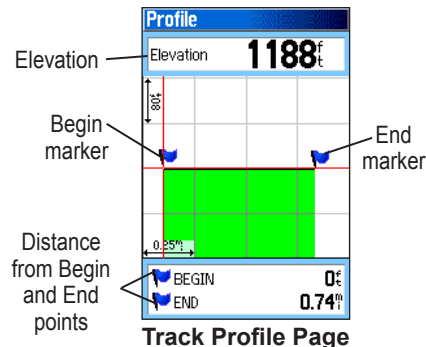 Profile
Elevation 1188ft
Elevation
80ft
Begin
marker
End
marker
0.25mi
Distance
from Begin
and End
points
BEGIN 0ft
END 0.74mi
Track Profile Page